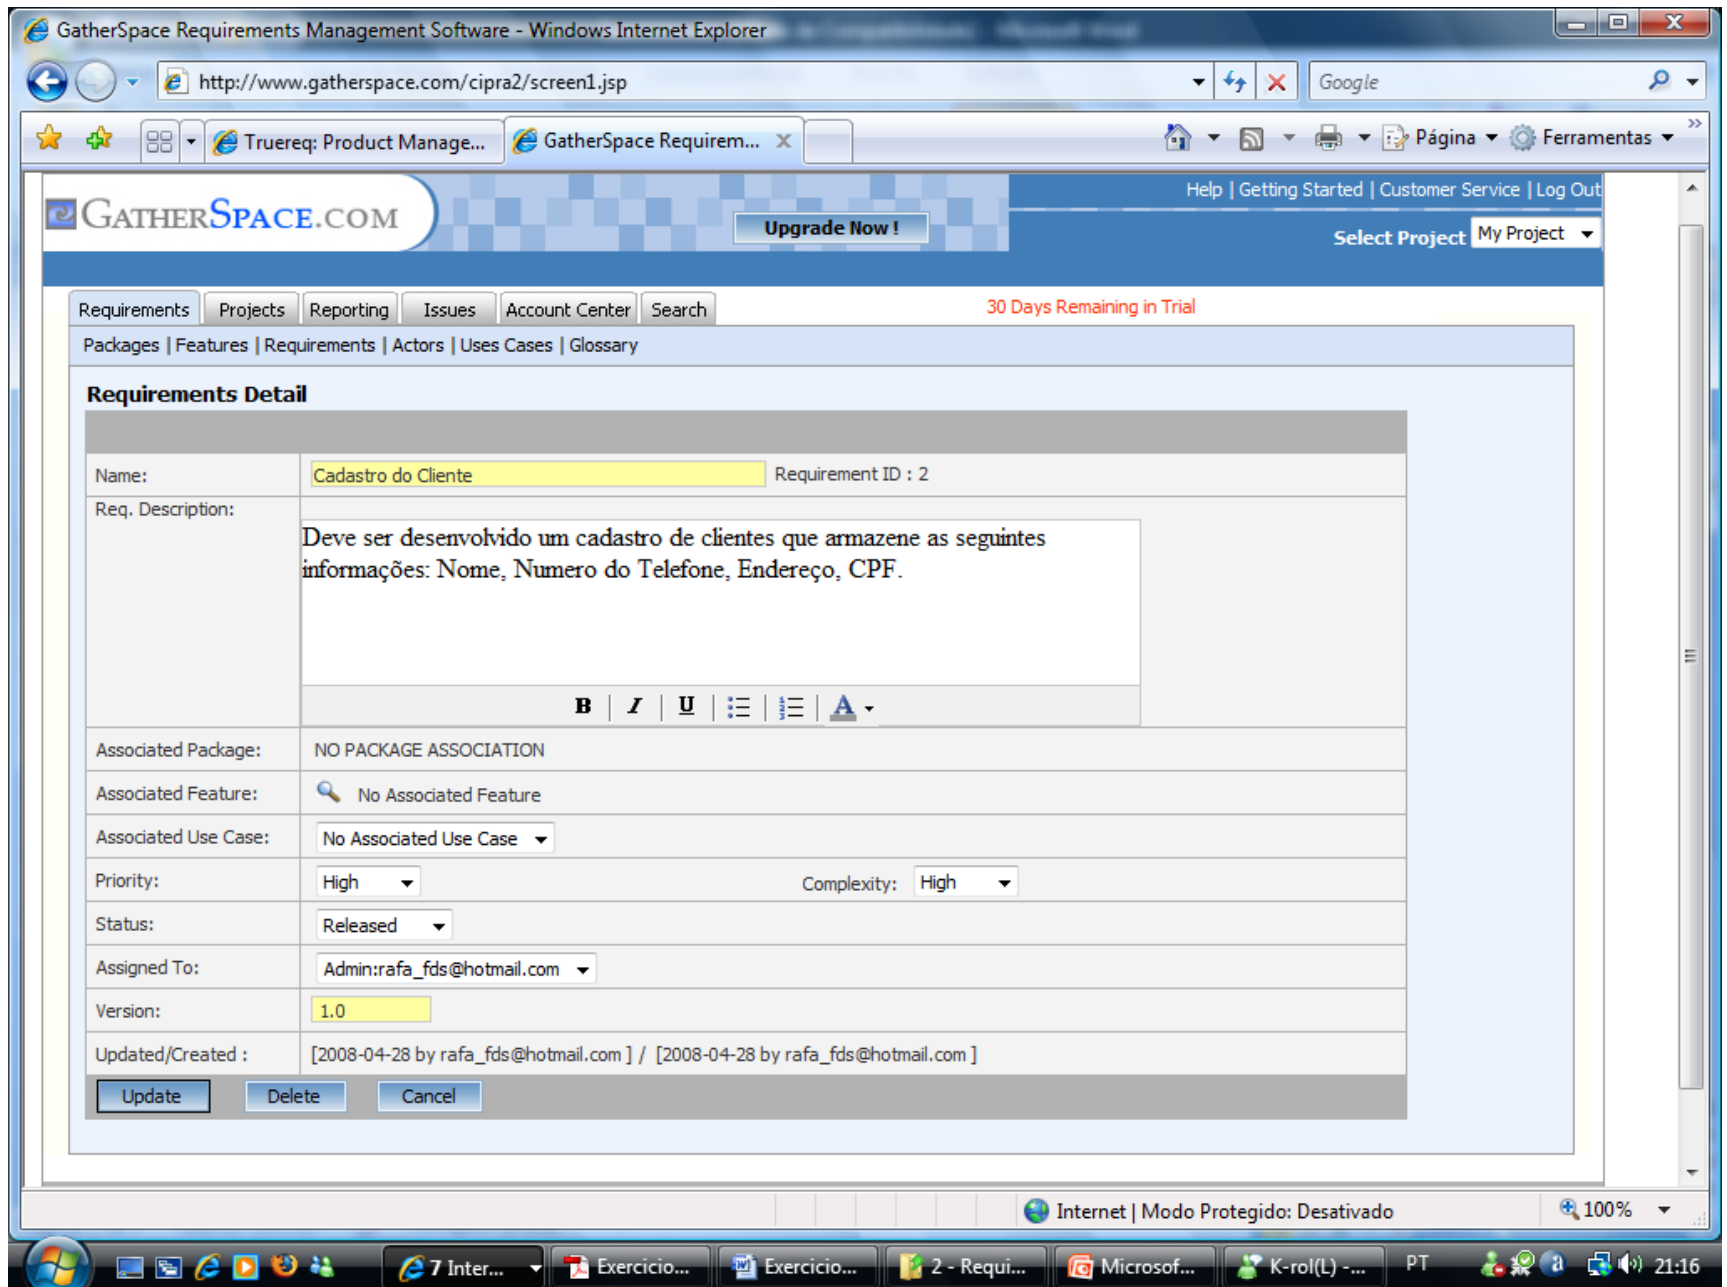 GatherSpace Requirements Management Software - Windows Internet Explorer
http://www.gatherspace.com/cipra2/screen1.jsp
Google
Truereq: Product Manage...
GatherSpace Requirem...
Página
Ferramentas
GATHERSPACE.COM
Upgrade Now !
Help | Getting Started | Customer Service | Log Out
Select Project My Project
Requirements Projects Reporting Issues Account Center Search
30 Days Remaining in Trial
Packages | Features | Requirements | Actors | Uses Cases | Glossary
Requirements Detail
Name: Cadastro do Cliente Requirement ID : 2
Req. Description:
Deve ser desenvolvido um cadastro de clientes que armazene as seguintes
informações: Nome, Numero do Telefone, Endereço, CPF.
B I U A
Associated Package: NO PACKAGE ASSOCIATION
Associated Feature: No Associated Feature
Associated Use Case: No Associated Use Case
Priority: High Complexity: High
Status: Released
Assigned To: Admin:rafa_fds@hotmail.com
Version: 1.0
Updated/Created : [2008-04-28 by rafa_fds@hotmail.com ] / [2008-04-28 by rafa_fds@hotmail.com ]
Update Delete Cancel
Internet | Modo Protegido: Desativado 100%
7 Inter... Exercicio... Exercicio... 2 - Requi... Microsof... K-rol(L) -... PT 21:16